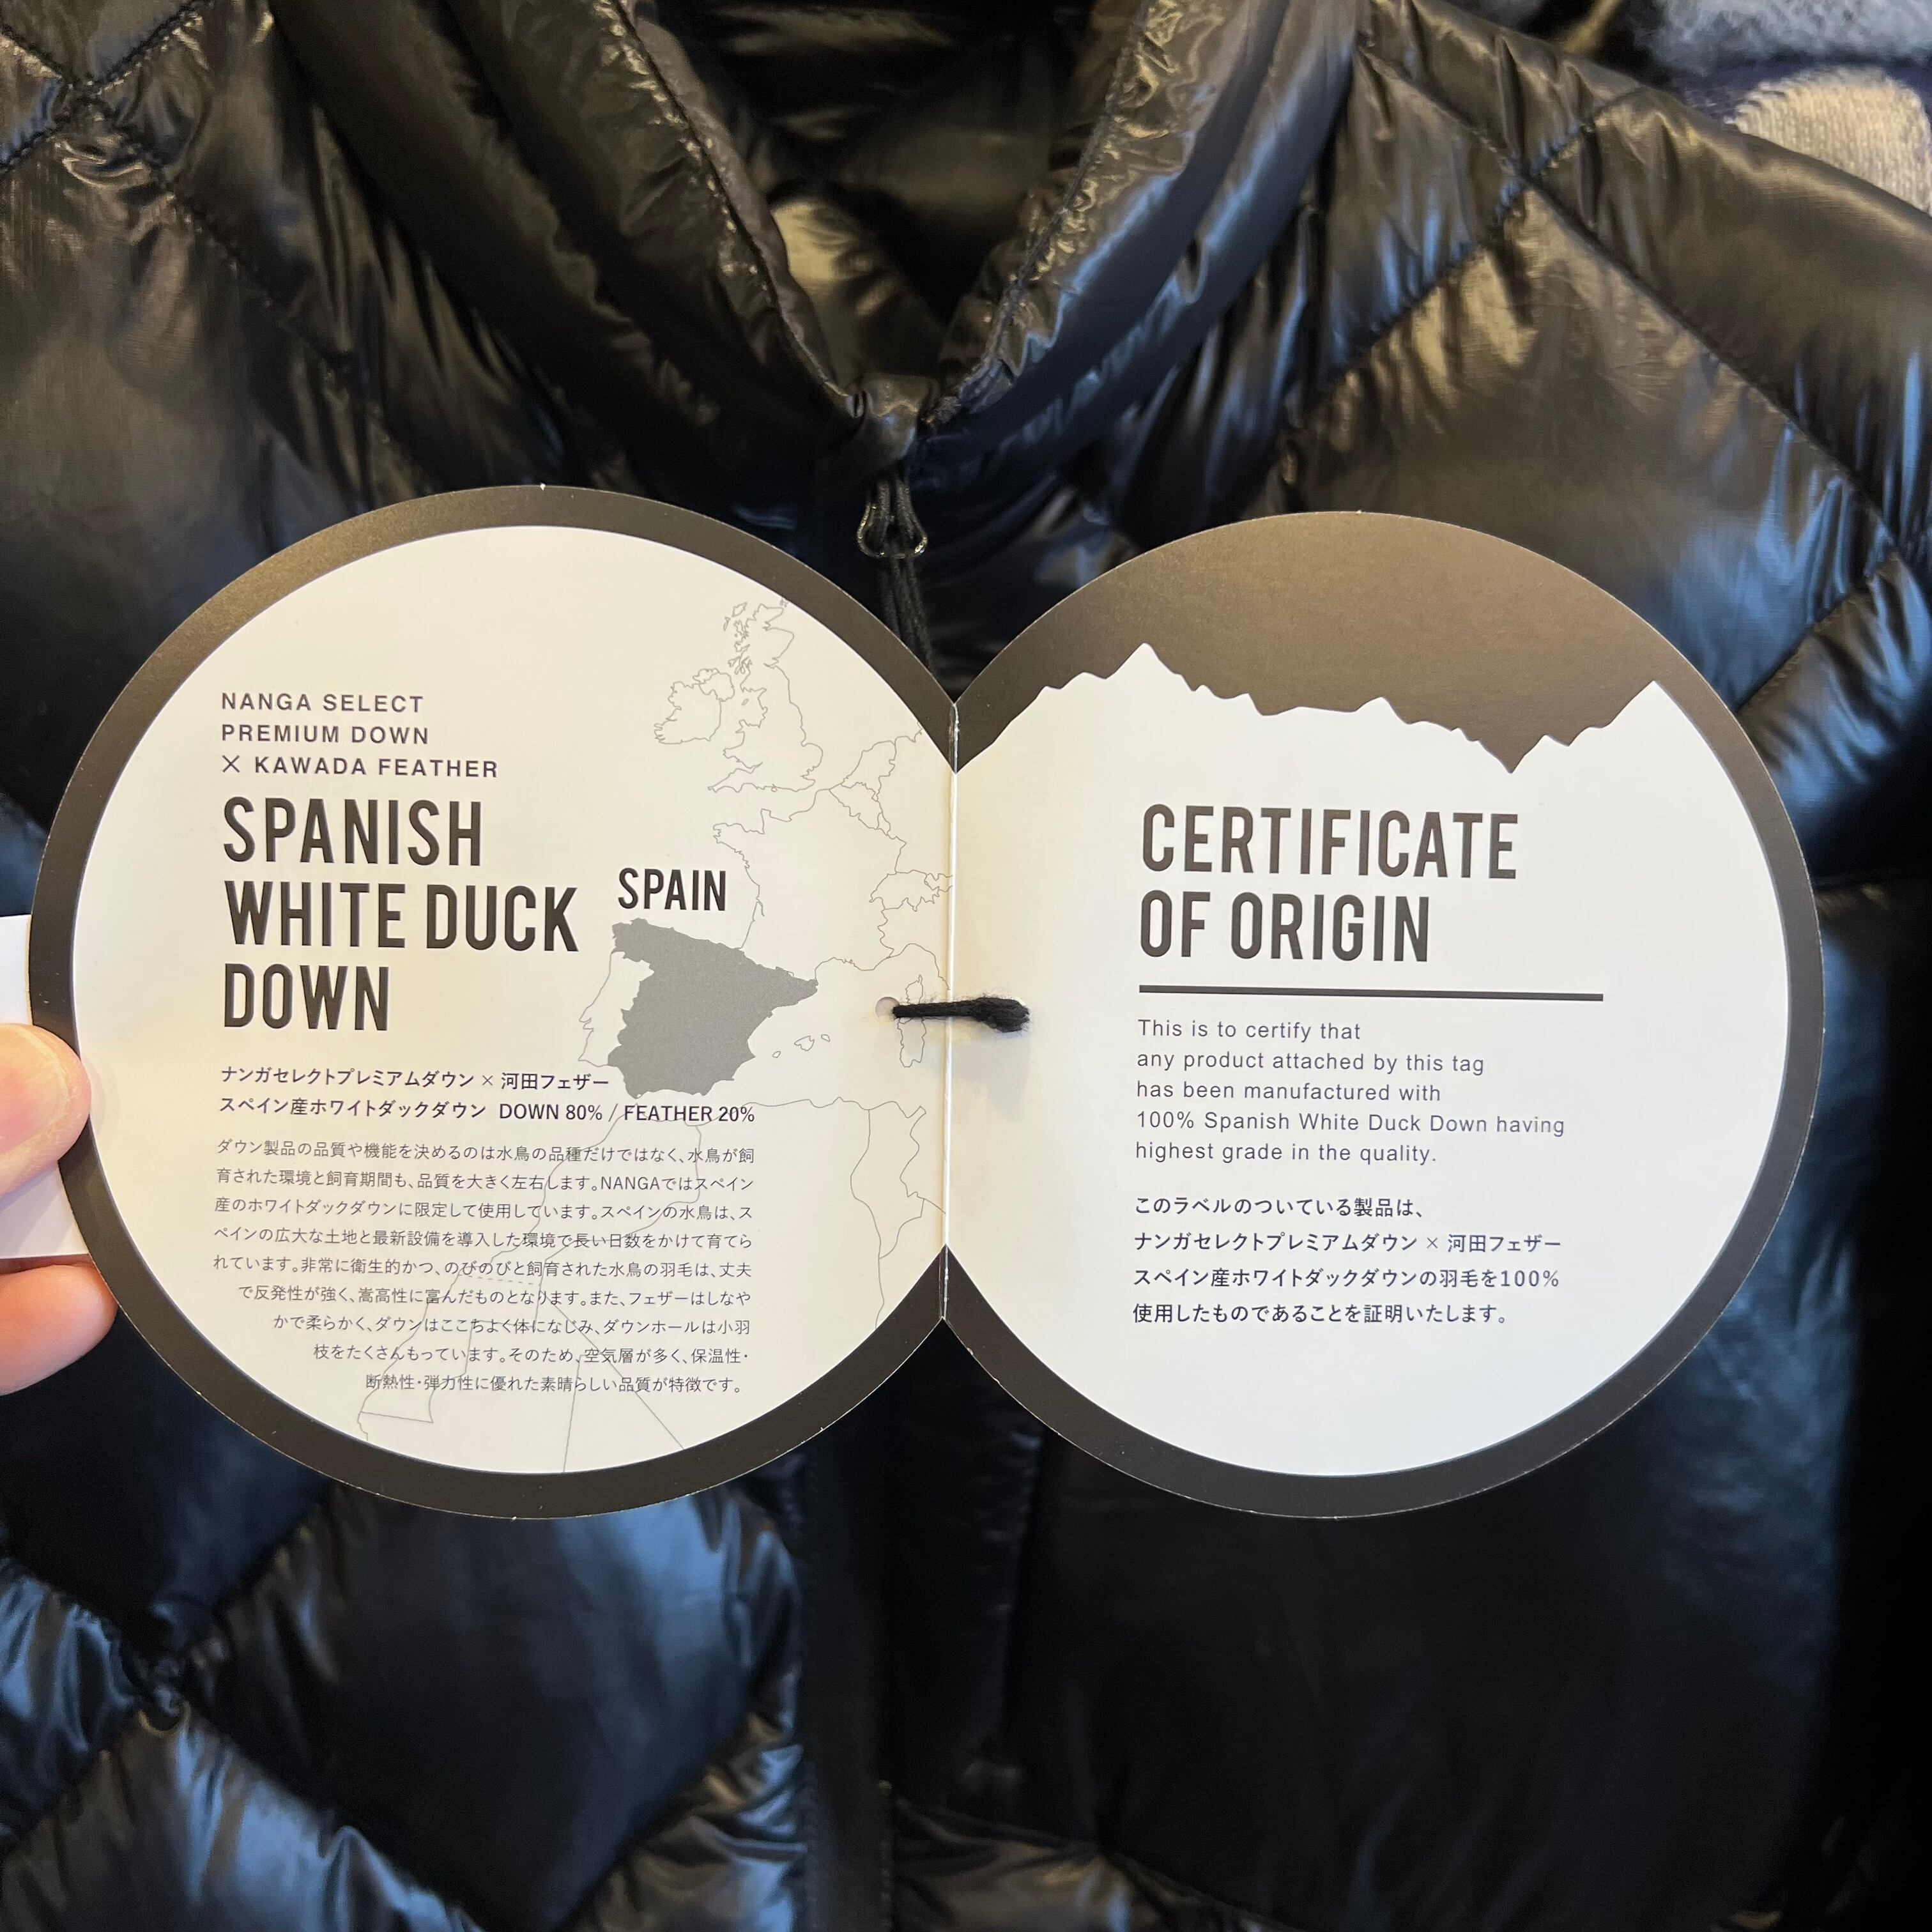 NANGA SELECT
PREMIUM DOWN
× KAWADA FEATHER
SPANISH
WHITE DUCK
DOWN
SPAIN
ナンガセレクトプレミアムダウン × 河田フェザー
スペイン産ホワイトダックダウン DOWN 80% / FEATHER 20%
ダウン製品の品質や機能を決めるのは水鳥の品種だけではなく、水鳥が飼
育された環境と飼育期間も、品質を大きく左右します。NANGAではスペイン
産のホワイトダックダウンに限定して使用しています。スペインの水鳥は、ス
ペインの広大な土地と最新設備を導入した環境で長い日数をかけて育てら
れています。非常に衛生的かつ、のびのびと飼育された水鳥の羽毛は、丈夫
で反発性が強く、嵩高性に富んだものとなります。また、フェザーはしなや
かで柔らかく、ダウンはここちよく体になじみ、ダウンホールは小羽
枝をたくさんもっています。そのため、空気層が多く、保温性・
断熱性・弾力性に優れた素晴らしい品質が特徴です。
CERTIFICATE
OF ORIGIN
This is to certify that
any product attached by this tag
has been manufactured with
100% Spanish White Duck Down having
highest grade in the quality.
このラベルのついている製品は、
ナンガセレクトプレミアムダウン × 河田フェザー
スペイン産ホワイトダックダウンの羽毛を100%
使用したものであることを証明いたします。